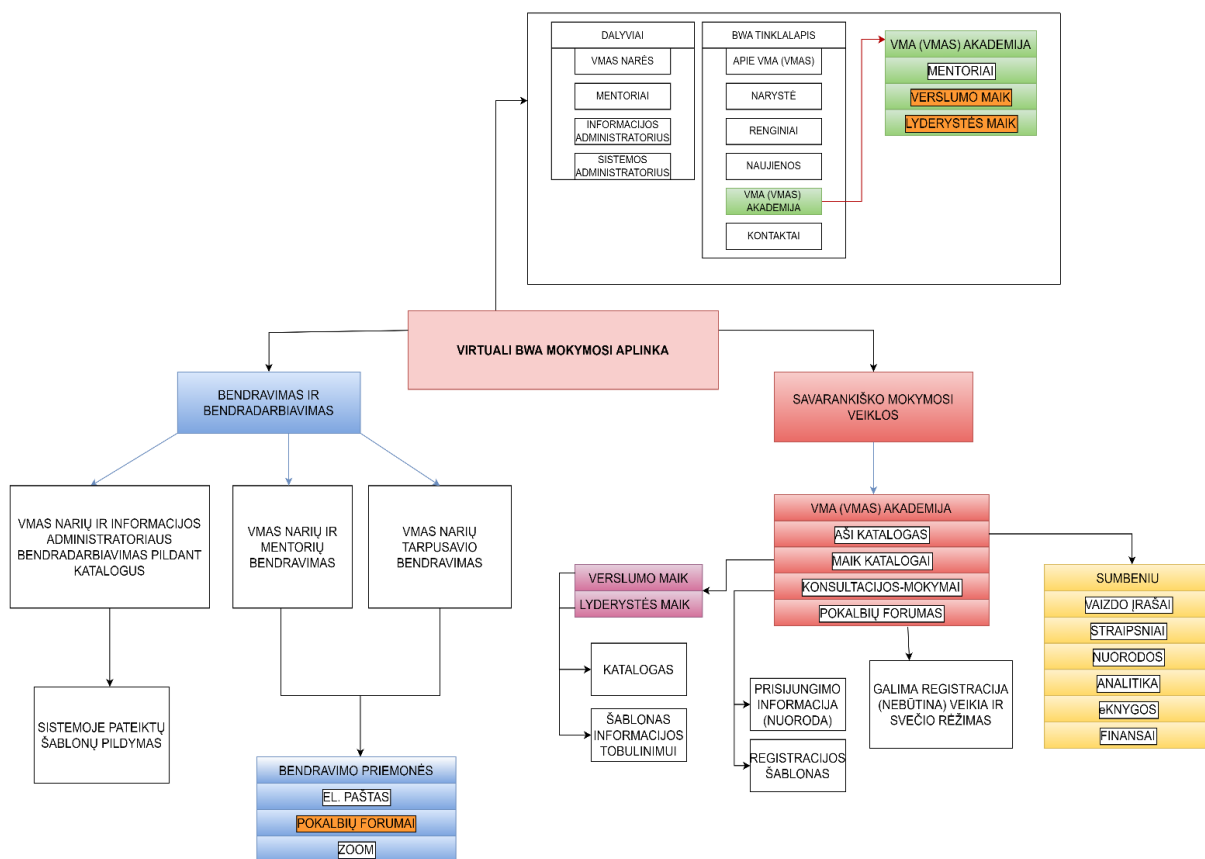 DALYVIAI
VMAS NARĖS
MENTORIAI
INFORMACIJOS
ADMINISTRATORIUS
SISTEMOS
ADMINISTRATORIUS
BWA TINKLALAPIS
APIE VMA (VMAS)
NARYSTĖ
RENGINIAI
NAUJIENOS
VMA (VMAS)
AKADEMIJA
KONTAKTAI
VMA (VMAS) AKADEMIJA
MENTORIAI
VERSLUMO MAIK
LYDERYSTĖS MAIK
VIRTUALI BWA MOKYMOSI APLINKA
BENDRAVIMAS IR
BENDRADARBIAVIMAS
VMAS NARIŲ IR INFORMACIJOS
ADMINISTRATORIAUS
BENDRADARBIAVIMAS PILDANT
KATALOGUS
VMAS NARIŲ IR
MENTORIŲ
BENDRAVIMAS
VMAS NARIŲ
TARPUSAVIO
BENDRAVIMAS
SISTEMOJE PATEIKTŲ
ŠABLONŲ PILDYMAS
BENDRAVIMO PRIEMONĖS
EL. PAŠTAS
POKALBIŲ FORUMAI
ZOOM
SAVARANKIŠKO MOKYMOSI
VEIKLOS
VMA (VMAS) AKADEMIJA
AŠI KATALOGAS
MAIK KATALOGAI
KONSULTACIJOS-MOKYMAI
POKALBIŲ FORUMAS
VERSLUMO MAIK
LYDERYSTĖS MAIK
KATALOGAS
ŠABLONAS
INFORMACIJOS
TOBULINIMUI
PRISIJUNGIMO
INFORMACIJA
(NUORODA)
REGISTRACIJOS
ŠABLONAS
GALIMA REGISTRACIJA
(NEBŪTINA) VEIKIA IR
SVEČIO RĖŽIMAS
SUMBENIU
VAIZDO ĮRAŠAI
STRAIPSNIAI
NUORODOS
ANALITIKA
eKNYGOS
FINANSAI